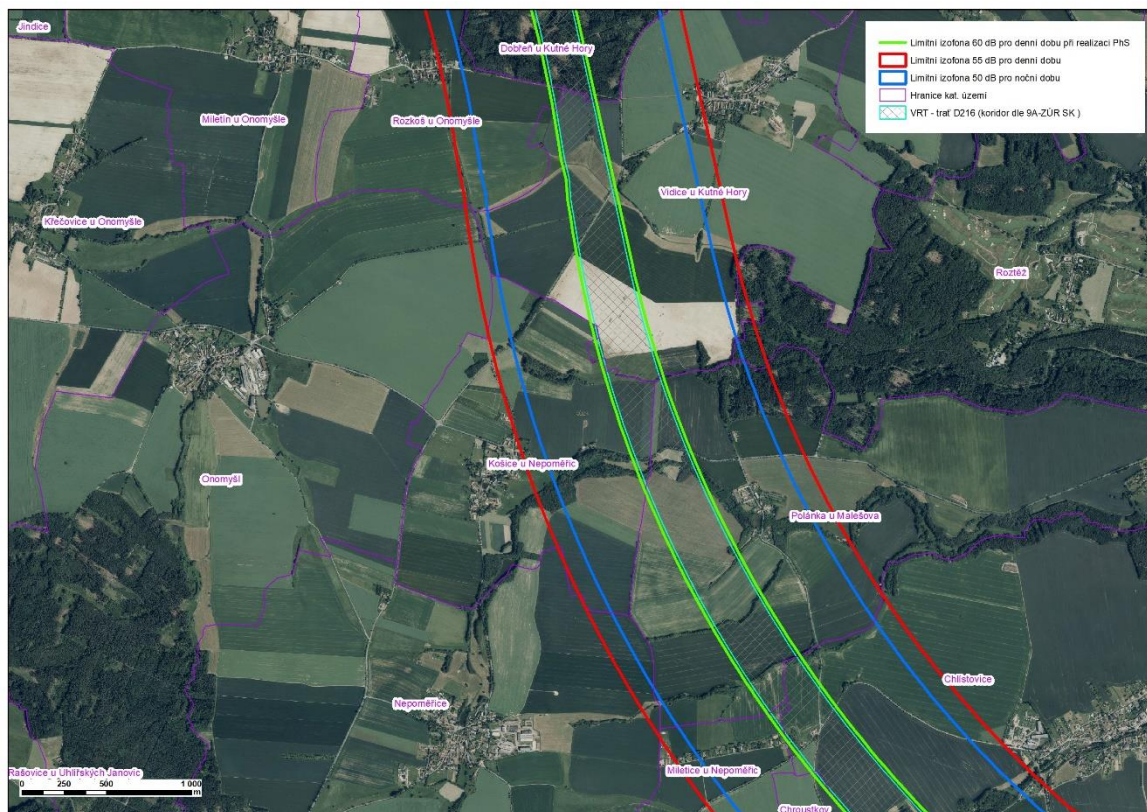 Jindice
Dobřeň u Kutné Hory
Limitní izofona 60 dB pro denní dobu při realizaci PhS
Limitní izofona 55 dB pro denní dobu
Limitní izofona 50 dB pro noční dobu
Hranice kat. území
VRT - trať D216 (koridor dle 9A-ZÚR SK )
Miletín u Onomyšle
Rozkoš u Onomyšle
Vidice u Kutné Hory
Křečovice u Onomyšle
Roztěž
Košice u Nepoměřic
Onomyšl
Polánka u Malešova
Chlístovice
Nepoměřice
Miletice u Nepoměřic
Rašovice u Uhlířských Janovic
0 250 500 1 000
m
Chroustkov